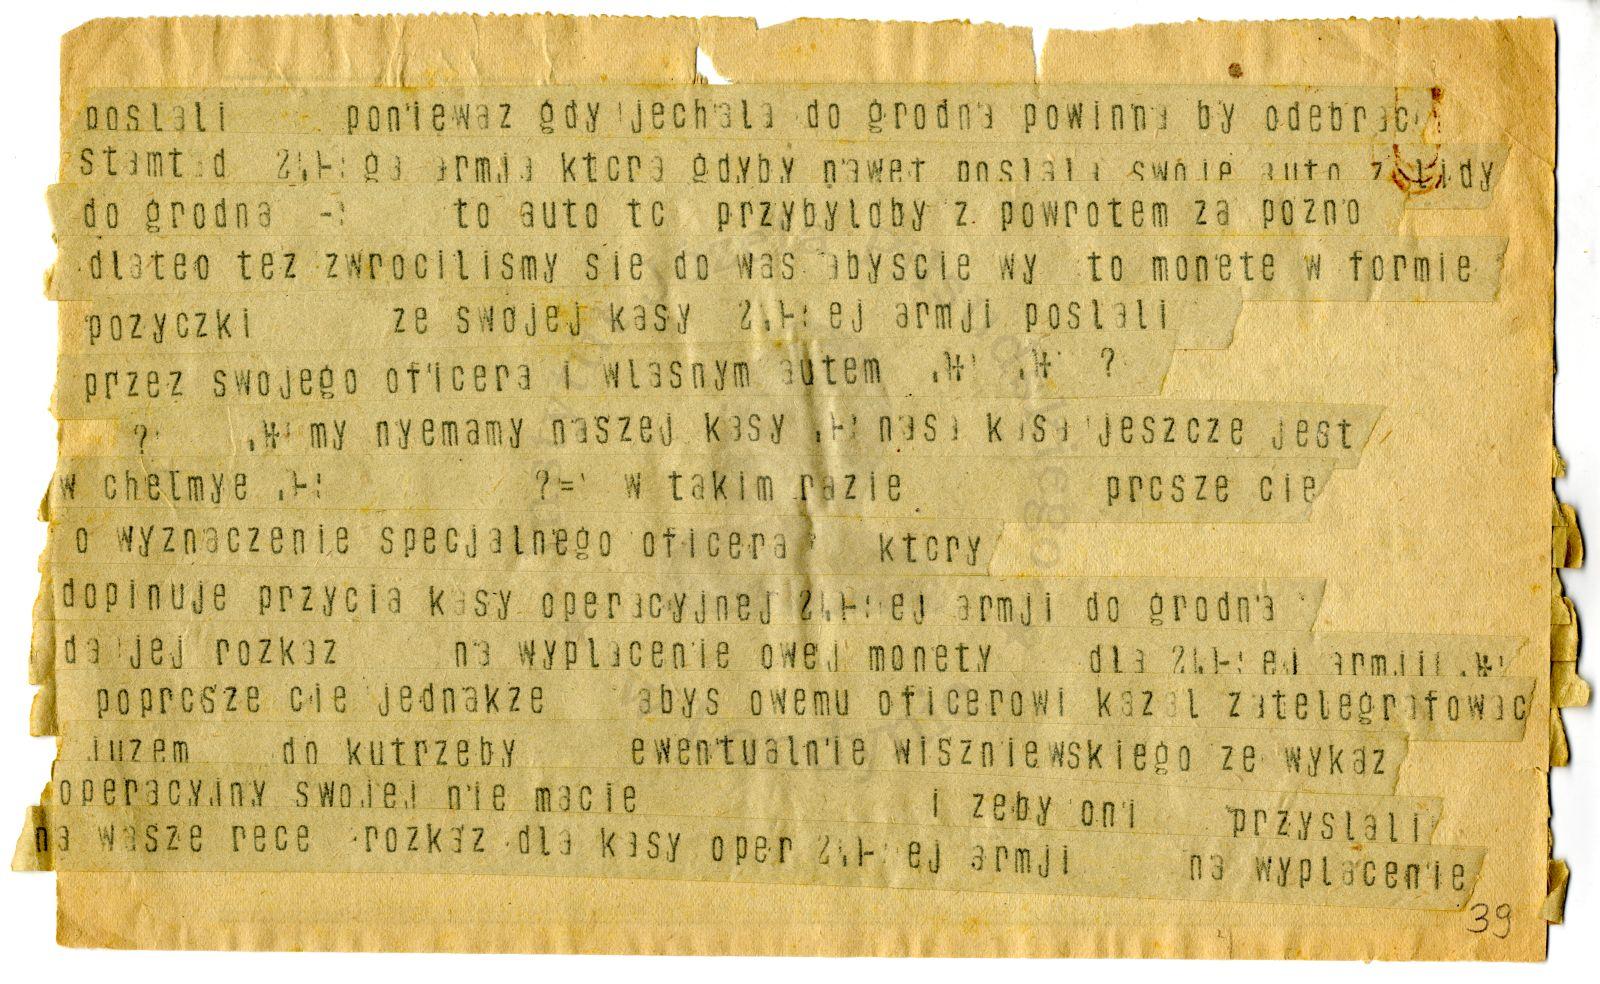 poslali poniewaz gdy jechala do grodna powinna by odebrac
stamtad 2.|-: ga armja ktora gdyby nawet poslala swoje auto z lidy
do grodna -: to auto to przybyloby z powrotem za pozno
dlateo tez zwrocilismy sie do was abyscie wy to monete w formie
pozyczki ze swojej kasy 2.|-: ej armji poslali
przez swojego oficera i wlasnym autem ?
? my nyemamy naszej kasy nasa kasa jeszcze jest
w chelmye .|-: ?= w takim razie prosze cie
o wyznaczenie specjalnego oficera ktory
dopinuje przycia kasy operacyjnej 2.|-: ej armji do grodna
da jej rozkaz na wyplacenie owej monety dla 2.|-: ej armji
poprosze cie jednakze abys owemu oficerowi kazal zatelegrafowac
juzem do kutrzeby ewentualnie wiszniewskiego ze wykaz
operacyjny swojej nie macie i zeby oni przyslali
na wasze rece rozkaz dla kasy oper 2.|-: ej armji na wyplacenie
39